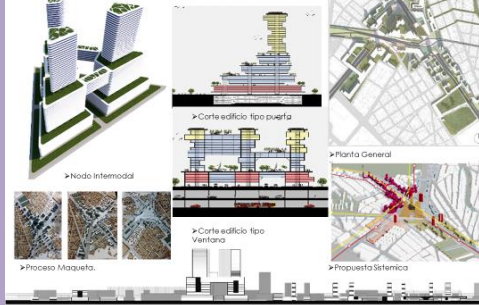 ➢Corte edificio tipo puerta
➢Planta General
➢Nodo Intermodal
➢Corte edificio tipo
Ventana
➢Proceso Maqueta.
➢Propuesta Sistemica